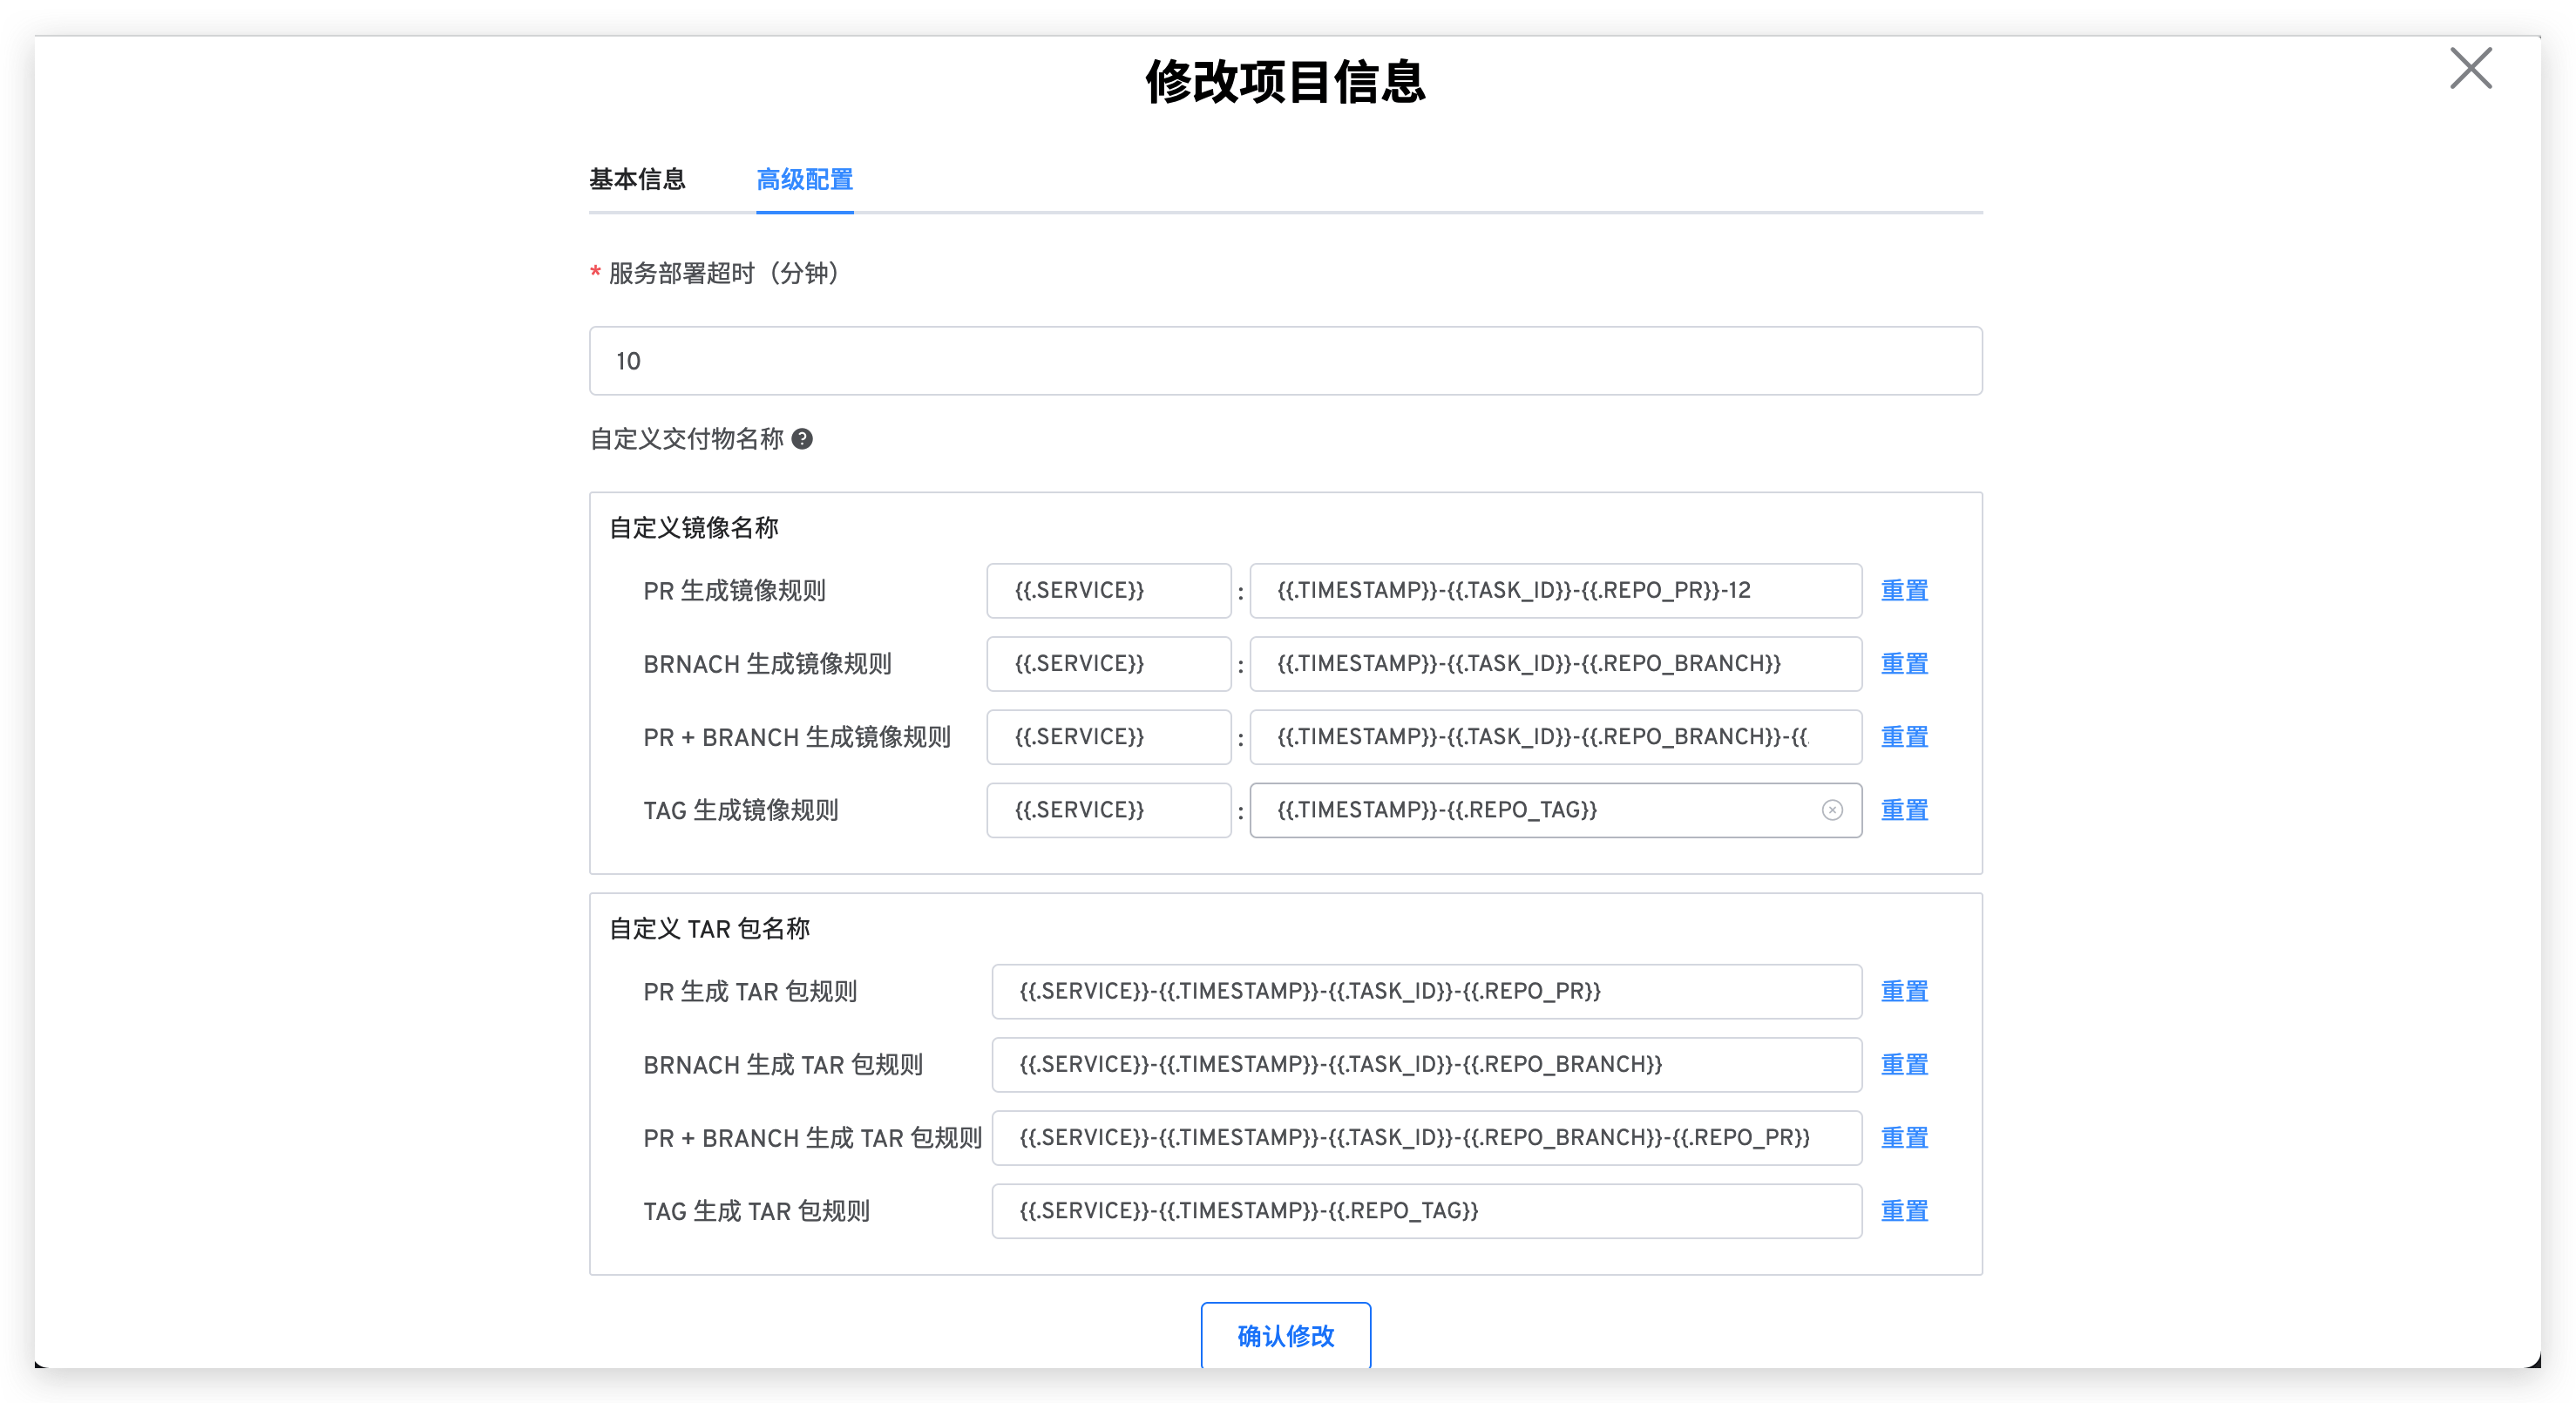 修改项目信息
基本信息 高级配置
* 服务部署超时（分钟）
10
自定义交付物名称 ?
自定义镜像名称
PR 生成镜像规则 {{.SERVICE}} : {{.TIMESTAMP}}-{{.TASK_ID}}-{{.REPO_PR}}-12 重置
BRNACH 生成镜像规则 {{.SERVICE}} : {{.TIMESTAMP}}-{{.TASK_ID}}-{{.REPO_BRANCH}} 重置
PR + BRANCH 生成镜像规则 {{.SERVICE}} : {{.TIMESTAMP}}-{{.TASK_ID}}-{{.REPO_BRANCH}}-{{. 重置
TAG 生成镜像规则 {{.SERVICE}} : {{.TIMESTAMP}}-{{.REPO_TAG}} 重置
自定义 TAR 包名称
PR 生成 TAR 包规则 {{.SERVICE}}-{{.TIMESTAMP}}-{{.TASK_ID}}-{{.REPO_PR}} 重置
BRNACH 生成 TAR 包规则 {{.SERVICE}}-{{.TIMESTAMP}}-{{.TASK_ID}}-{{.REPO_BRANCH}} 重置
PR + BRANCH 生成 TAR 包规则 {{.SERVICE}}-{{.TIMESTAMP}}-{{.TASK_ID}}-{{.REPO_BRANCH}}-{{.REPO_PR}} 重置
TAG 生成 TAR 包规则 {{.SERVICE}}-{{.TIMESTAMP}}-{{.REPO_TAG}} 重置
确认修改